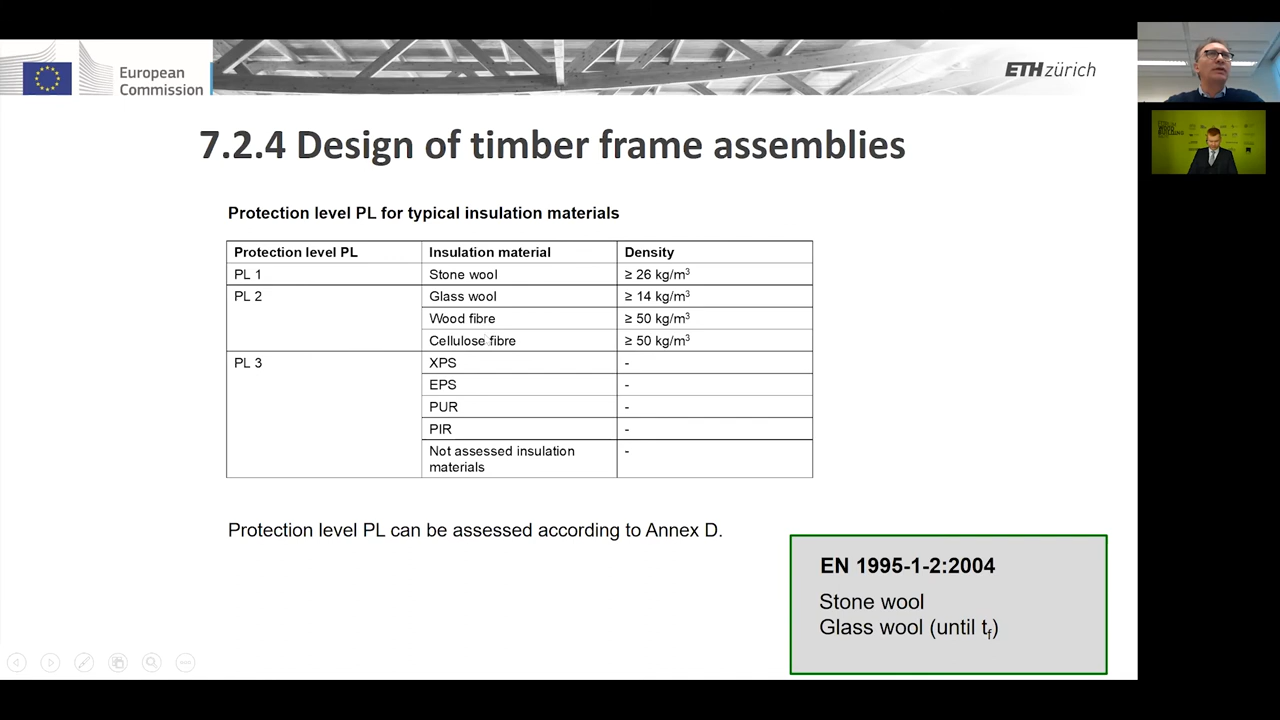 European
Commission
ETH zürich
7.2.4 Design of timber frame assemblies
Protection level PL for typical insulation materials
Protection level PL Insulation material Density
PL 1 Stone wool ≥ 26 kg/m³
PL 2 Glass wool ≥ 14 kg/m³
Wood fibre ≥ 50 kg/m³
Cellulose fibre ≥ 50 kg/m³
PL 3 XPS -
EPS -
PUR -
PIR -
Not assessed insulation -
materials
Protection level PL can be assessed according to Annex D.
EN 1995-1-2:2004
Stone wool
Glass wool (until tf)